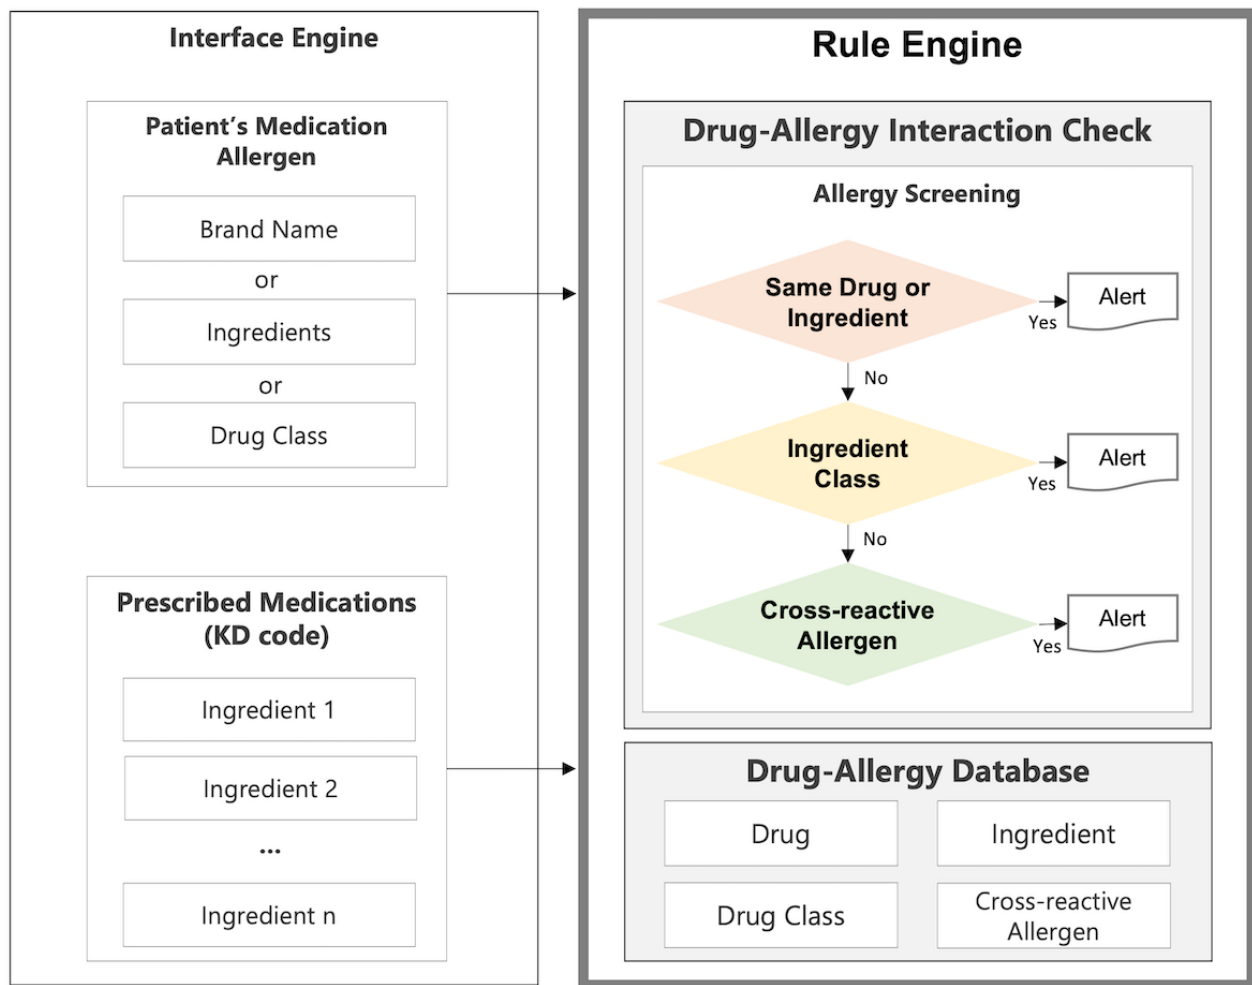 Interface Engine
Patient’s Medication
Allergen
Brand Name
or
Ingredients
or
Drug Class
Prescribed Medications
(KD code)
Ingredient 1
Ingredient 2
...
Ingredient n
Rule Engine
Drug-Allergy Interaction Check
Allergy Screening
Same Drug or
Ingredient
Yes
Alert
No
Ingredient
Class
Yes
Alert
No
Cross-reactive
Allergen
Yes
Alert
Drug-Allergy Database
Drug
Ingredient
Drug Class
Cross-reactive
Allergen